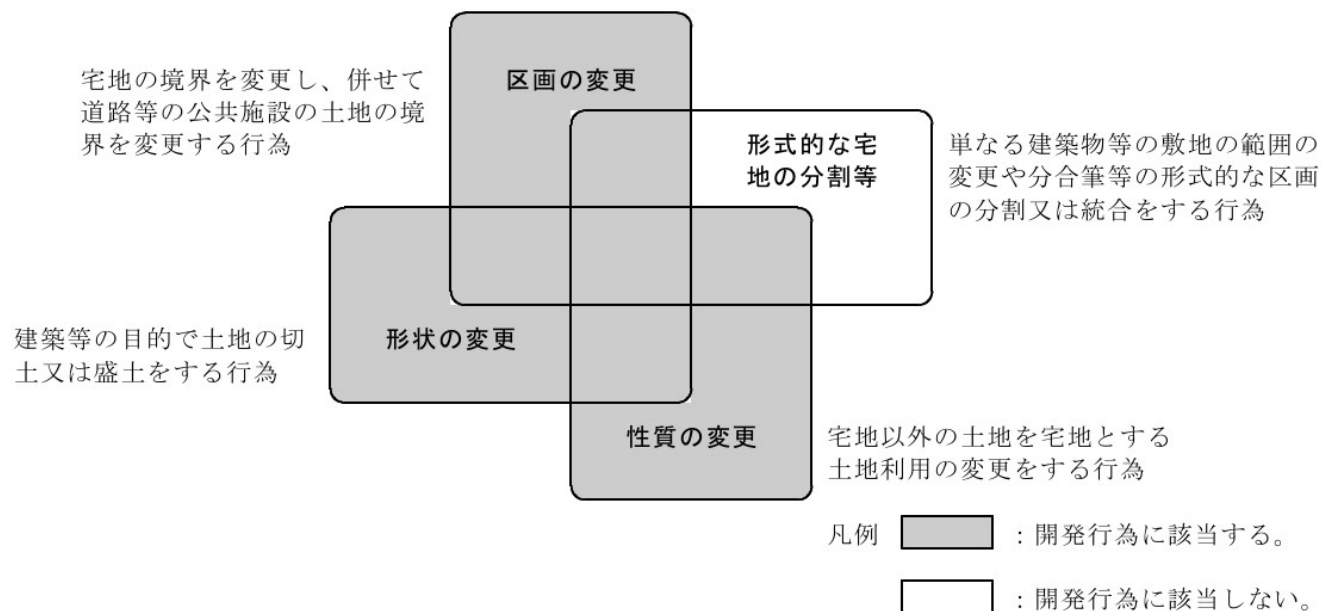 宅地の境界を変更し、併せて
道路等の公共施設の土地の境
界を変更する行為
区画の変更
形式的な宅
地の分割等
単なる建築物等の敷地の範囲の
変更や分合筆等の形式的な区画
の分割又は統合をする行為
建築等の目的で土地の切
土又は盛土をする行為
形状の変更
性質の変更
宅地以外の土地を宅地とする
土地利用の変更をする行為
凡例
：開発行為に該当する。
：開発行為に該当しない。